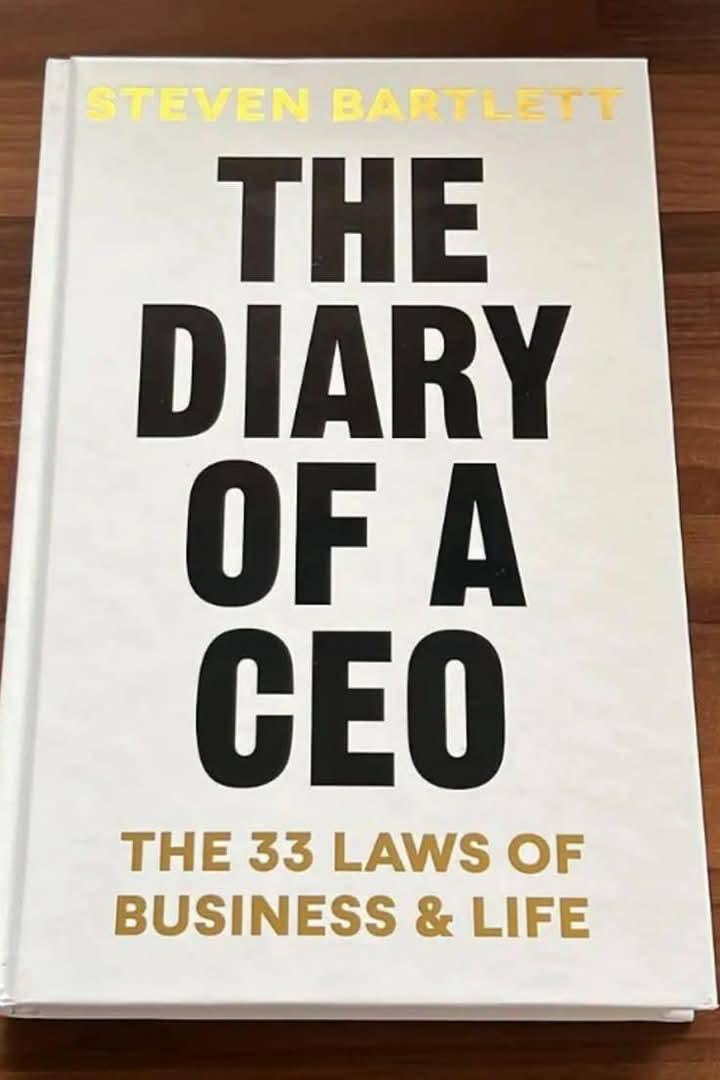 STEVEN BARTLETT
THE
DIARY
OF A
CEO
THE 33 LAWS OF
BUSINESS & LIFE